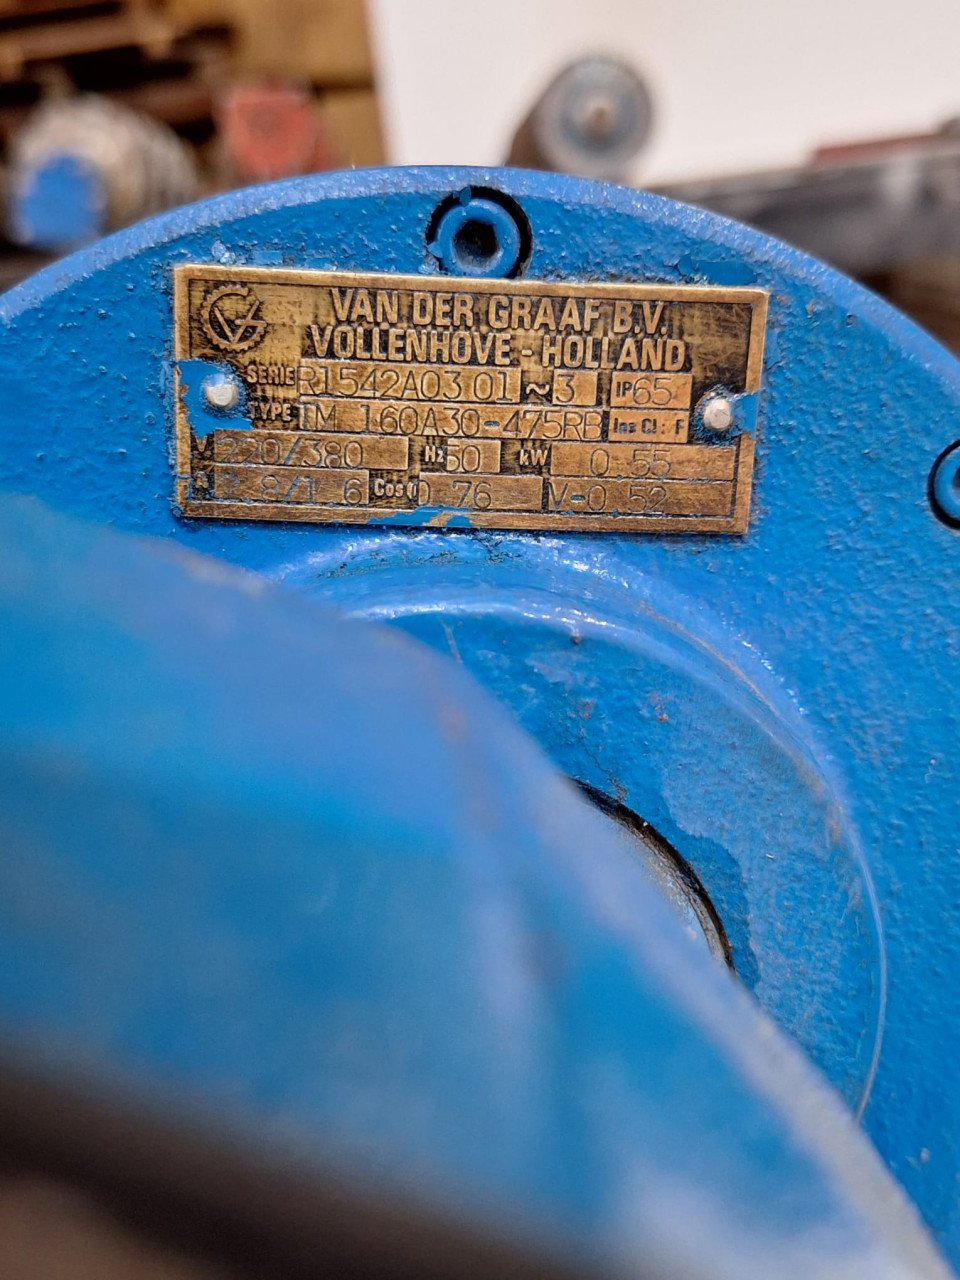 VAN DER GRAAF B.V.
VOLLENHOVE - HOLLAND
SERIE R1542A03 01 ~ 3 IP 65
TYPE TM 160A30-475RB Ins Cl: F
V 220/380 Hz 50 kW 0.55
A 2.8/1.6 Cos φ 0.76 V-0.52